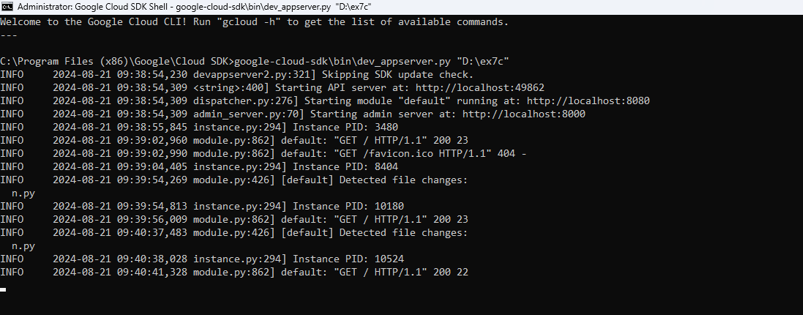 Administrator: Google Cloud SDK Shell - google-cloud-sdk\bin\dev_appserver.py "D:\ex7c"
Welcome to the Google Cloud CLI! Run "gcloud -h" to get the list of available commands.
---
C:\Program Files (x86)\Google\Cloud SDK>google-cloud-sdk\bin\dev_appserver.py "D:\ex7c"
INFO     2024-08-21 09:38:54,230 devappserver2.py:321] Skipping SDK update check.
INFO     2024-08-21 09:38:54,309 <string>:400] Starting API server at: http://localhost:49862
INFO     2024-08-21 09:38:54,309 dispatcher.py:276] Starting module "default" running at: http://localhost:8080
INFO     2024-08-21 09:38:54,309 admin_server.py:70] Starting admin server at: http://localhost:8000
INFO     2024-08-21 09:38:55,845 instance.py:294] Instance PID: 3480
INFO     2024-08-21 09:39:02,960 module.py:862] default: "GET / HTTP/1.1" 200 23
INFO     2024-08-21 09:39:02,990 module.py:862] default: "GET /favicon.ico HTTP/1.1" 404 -
INFO     2024-08-21 09:39:04,405 instance.py:294] Instance PID: 8404
INFO     2024-08-21 09:39:54,269 module.py:426] [default] Detected file changes:
  n.py
INFO     2024-08-21 09:39:54,813 instance.py:294] Instance PID: 10180
INFO     2024-08-21 09:39:56,009 module.py:862] default: "GET / HTTP/1.1" 200 23
INFO     2024-08-21 09:40:37,483 module.py:426] [default] Detected file changes:
  n.py
INFO     2024-08-21 09:40:38,028 instance.py:294] Instance PID: 10524
INFO     2024-08-21 09:40:41,328 module.py:862] default: "GET / HTTP/1.1" 200 22